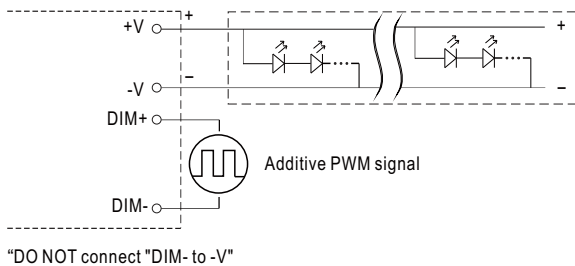 +V + +
-V – –
DIM+
Additive PWM signal
DIM-
“DO NOT connect "DIM- to -V"